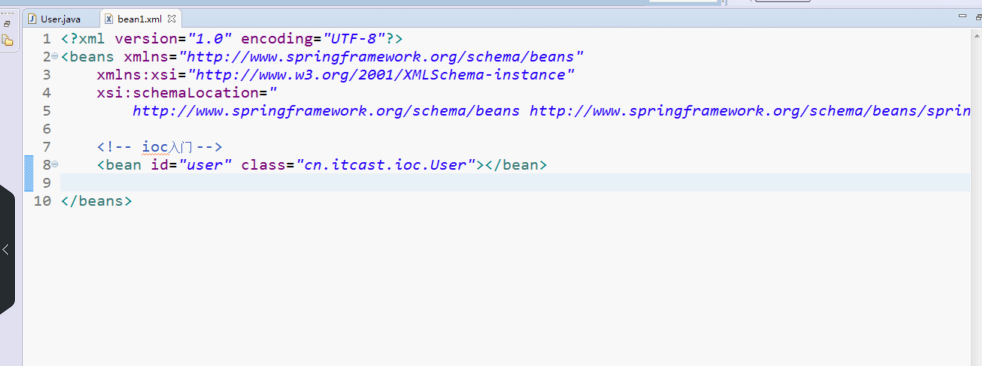 User.java bean1.xml
1 <?xml version="1.0" encoding="UTF-8"?>
2 <beans xmlns="http://www.springframework.org/schema/beans"
3 xmlns:xsi="http://www.w3.org/2001/XMLSchema-instance"
4 xsi:schemaLocation="
5 http://www.springframework.org/schema/beans http://www.springframework.org/schema/beans/sprin
6
7 <!-- ioc入门 -->
8 <bean id="user" class="cn.itcast.ioc.User"></bean>
9
10 </beans>